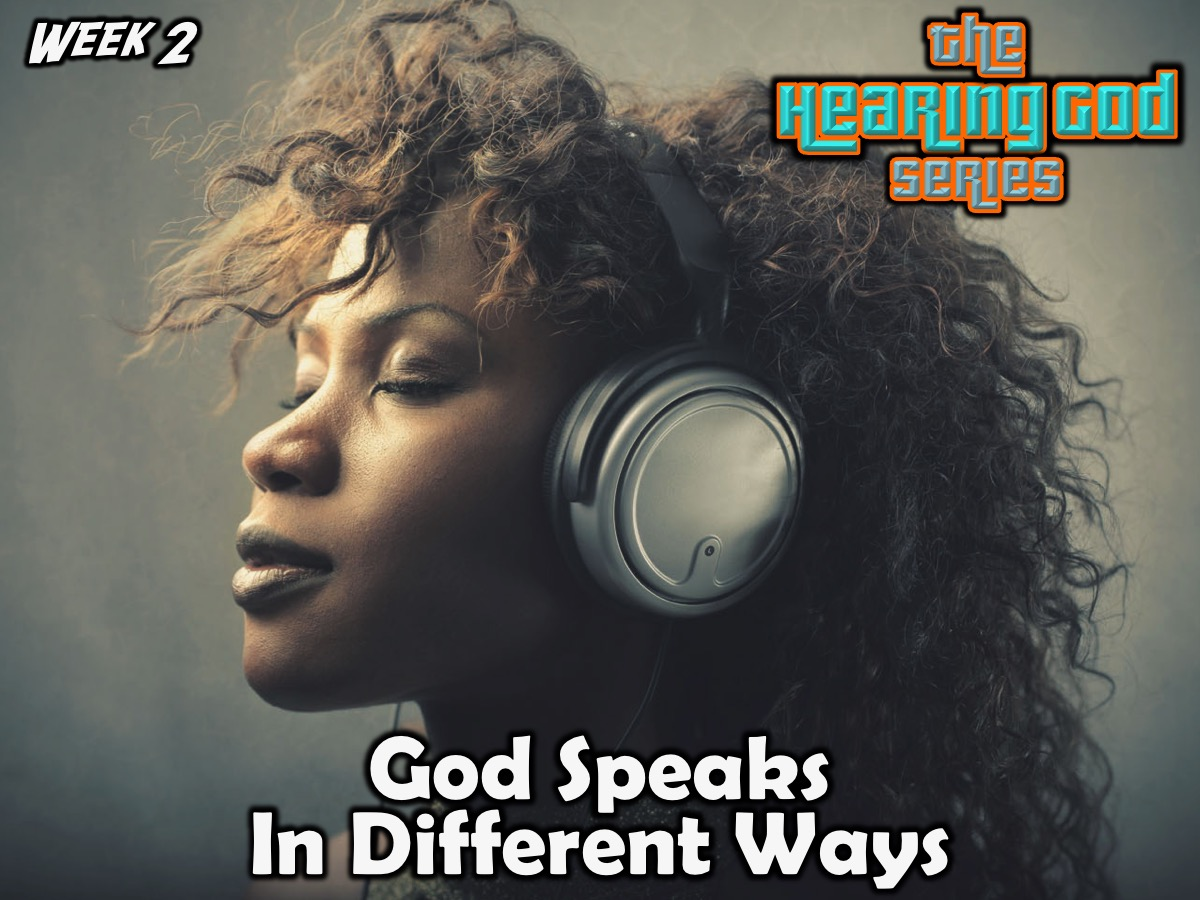 WEEK 2
the
HEARING GOD
SERIES
God Speaks
In Different Ways